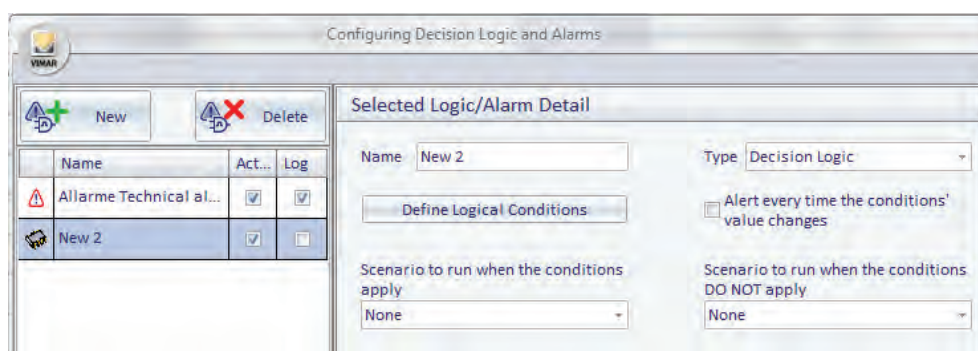 Configuring Decision Logic and Alarms
VIMAR
New
Delete
Selected Logic/Alarm Detail
Name
Act...
Log
Allarme Technical al...
New 2
Name
New 2
Type
Decision Logic
Define Logical Conditions
Alert every time the conditions'
value changes
Scenario to run when the conditions
apply
None
Scenario to run when the conditions
DO NOT apply
None